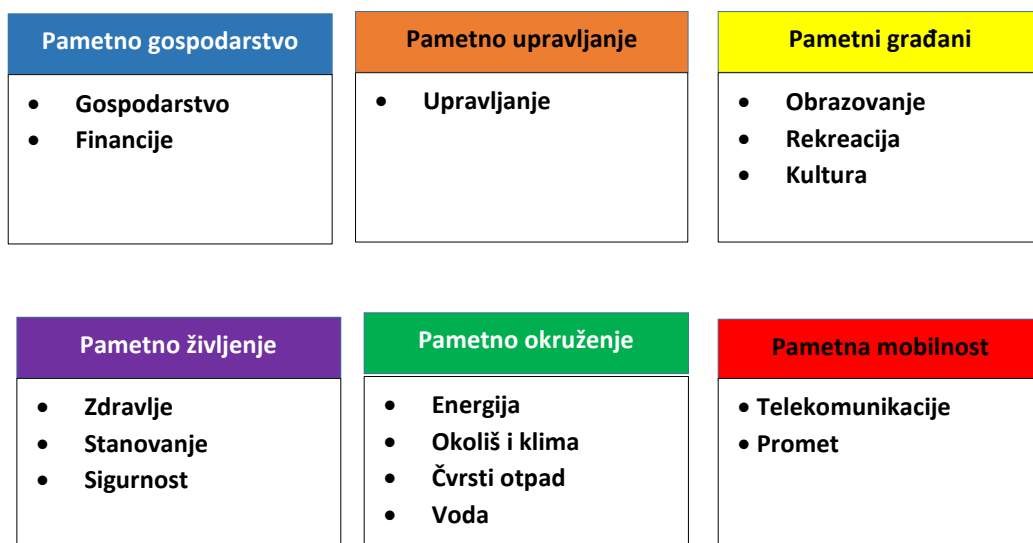 Pametno gospodarstvo
• Gospodarstvo
• Financije
Pametno upravljanje
• Upravljanje
Pametni građani
• Obrazovanje
• Rekreacija
• Kultura
Pametno življenje
• Zdravlje
• Stanovanje
• Sigurnost
Pametno okruženje
• Energija
• Okoliš i klima
• Čvrsti otpad
• Voda
Pametna mobilnost
• Telekomunikacije
• Promet